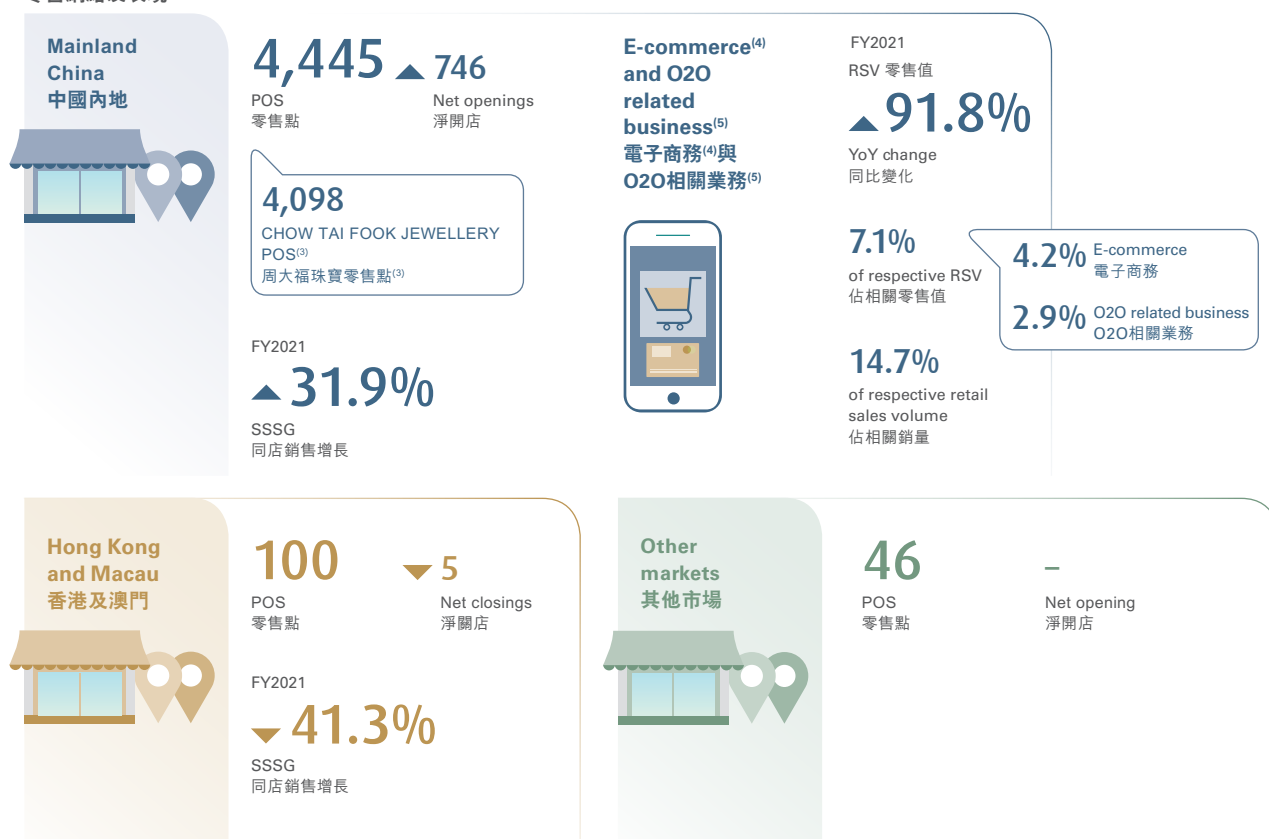 Mainland
China
中國內地
4,445 ▲ 746
POS
零售點
Net openings
淨開店
4,098
CHOW TAI FOOK JEWELLERY
POS(3)
周大福珠寶零售點(3)
FY2021
▲ 31.9%
SSSG
同店銷售增長
E-commerce(4)
and O2O
related
business(5)
電子商務(4)與
O2O相關業務(5)
FY2021
RSV 零售值
▲ 91.8%
YoY change
同比變化
7.1%
of respective RSV
佔相關零售值
4.2% E-commerce
電子商務
2.9% O2O related business
O2O相關業務
14.7%
of respective retail
sales volume
佔相關銷量
Hong Kong
and Macau
香港及澳門
100
POS
零售點
▼ 5
Net closings
淨關店
FY2021
▼ 41.3%
SSSG
同店銷售增長
Other
markets
其他市場
46
POS
零售點
–
Net opening
淨開店